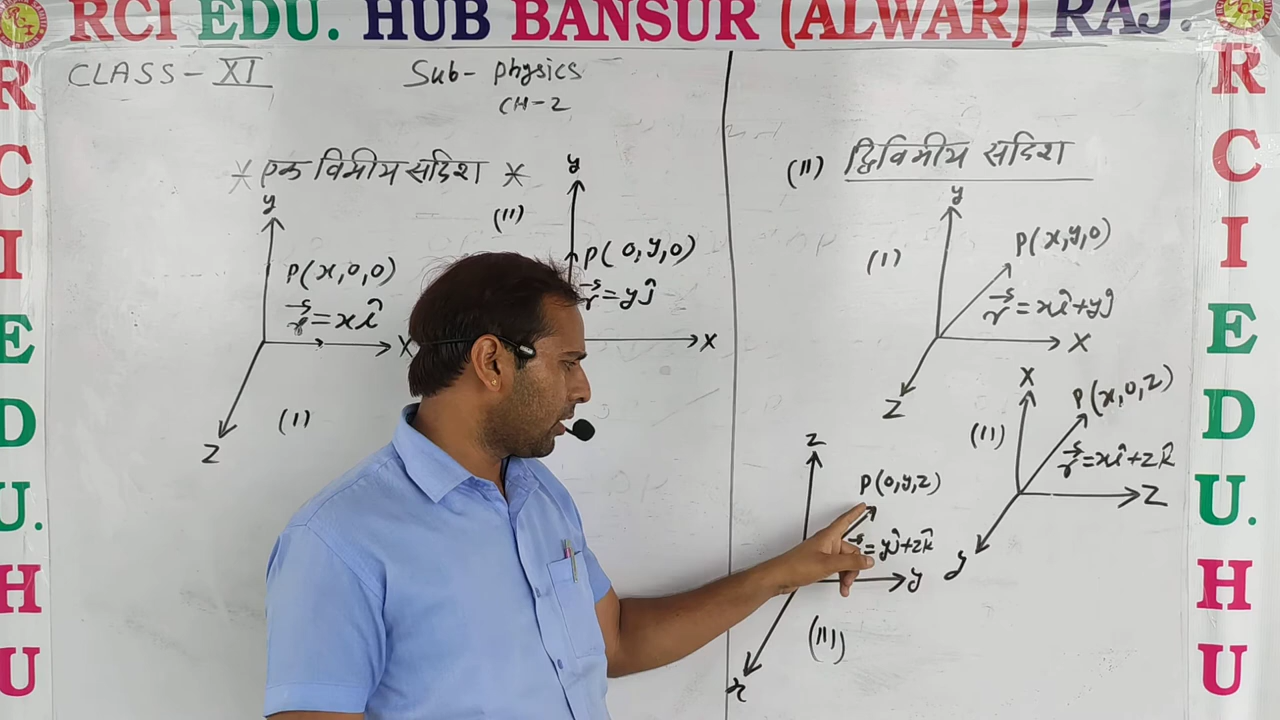 RCI EDU. HUB BANSUR (ALWAR) RAJ.
R
C
I
E
D
U.
H
U
CLASS - XI
Sub- Physics
CH-2
* एक विमीय सदिश *
y
P(x,0,0)
r⃗ = xî
X
Z
(I)
(II)
y
P(0,y,0)
r⃗ = yĵ
X
(II) द्विविमीय सदिश
(I)
y
P(x,y,0)
r⃗ = xî+yĵ
X
Z
(II)
X
P(x,0,z)
r⃗ = xî+zk̂
Z
y
Z
P(0,y,z)
= yĵ+zk̂
y
x
(III)
R
C
I
E
D
U.
H
U